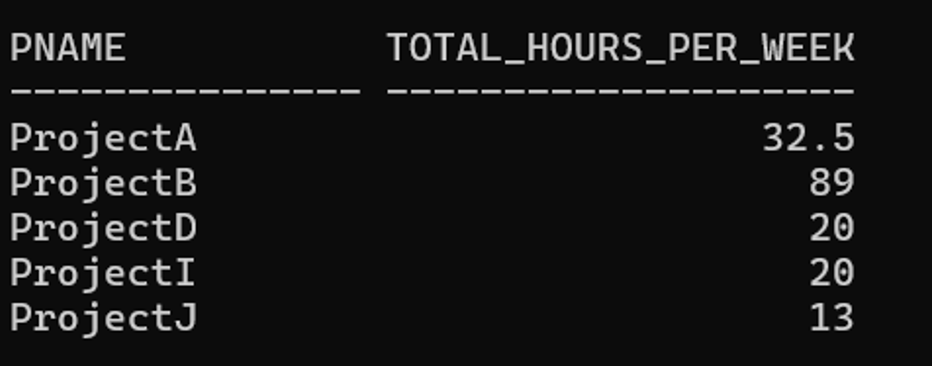 PNAME TOTAL_HOURS_PER_WEEK
--------------- --------------------
ProjectA 32.5
ProjectB 89
ProjectD 20
ProjectI 20
ProjectJ 13